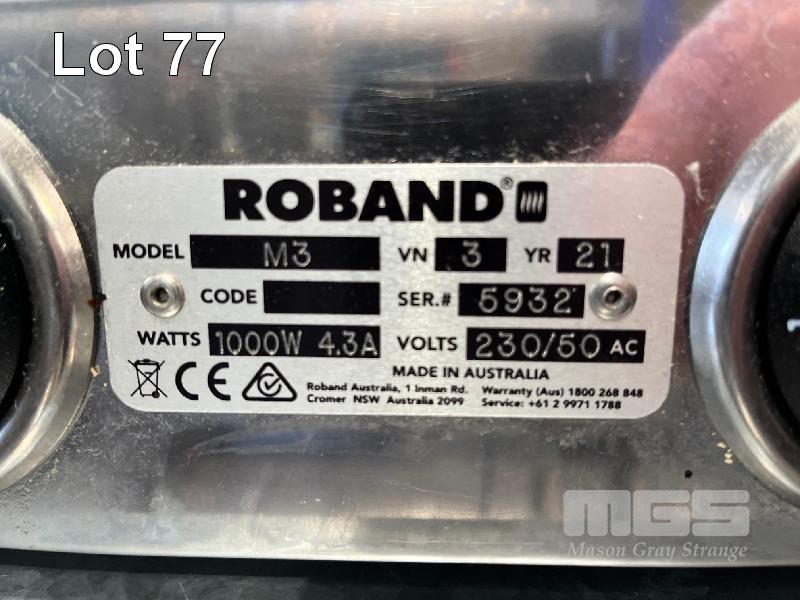 Lot 77
ROBAND®
MODEL M3 VN 3 YR 21
CODE SER.# 5932
WATTS 1000W 4.3A VOLTS 230/50 AC
MADE IN AUSTRALIA
CE
Roband Australia, 1 Inman Rd. Warranty (Aus) 1800 268 848
Cromer NSW Australia 2099 Service: +61 2 9971 1788
MGS
Mason Gray Strange